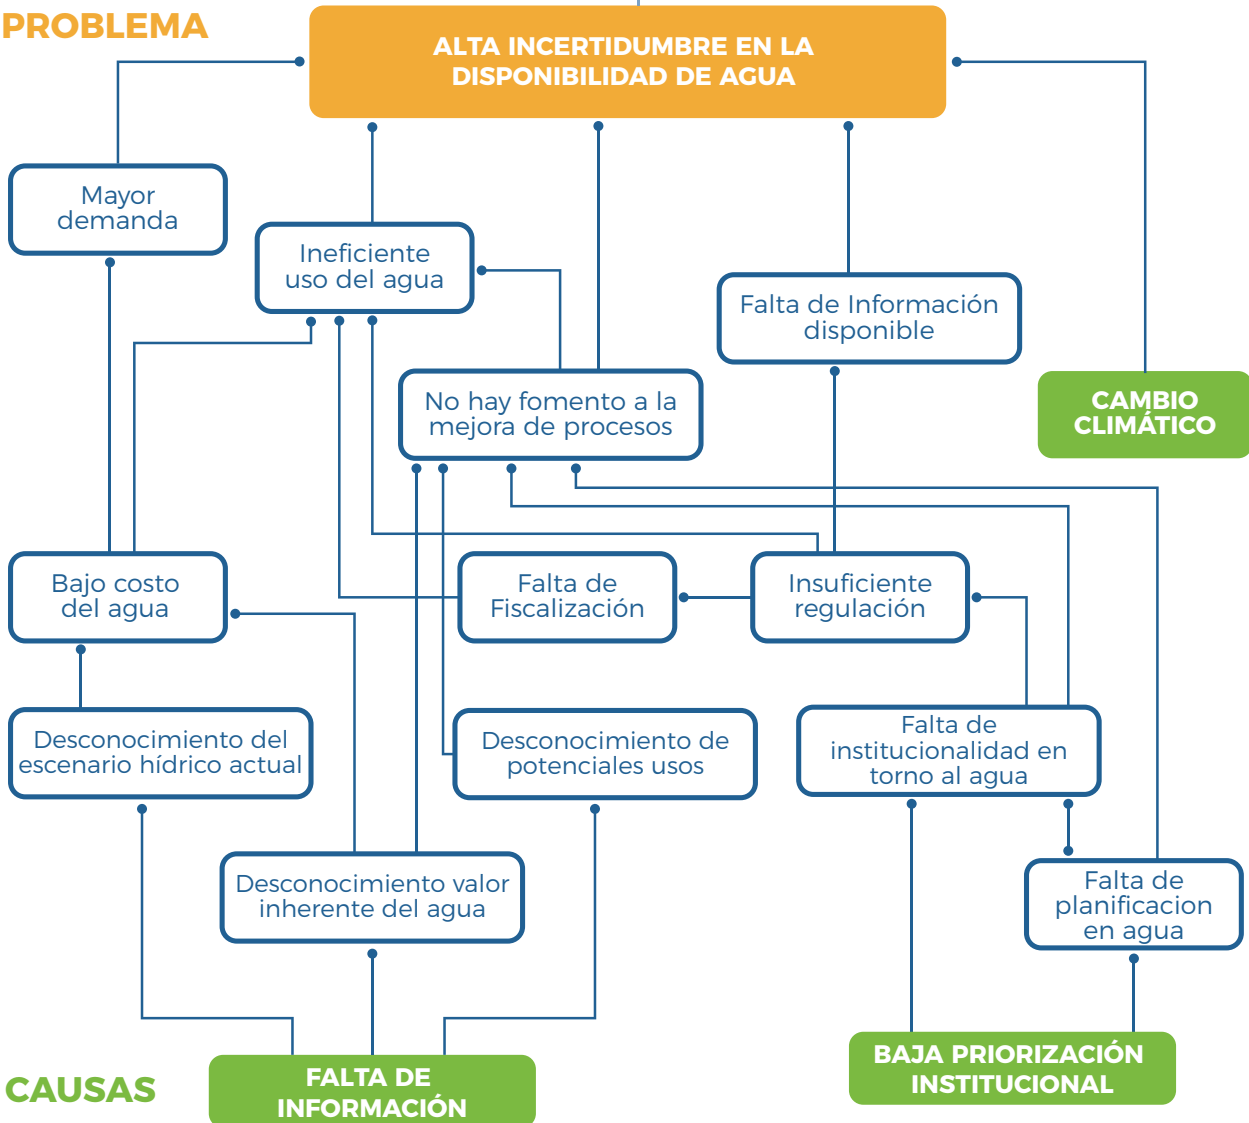 PROBLEMA
ALTA INCERTIDUMBRE EN LA
DISPONIBILIDAD DE AGUA
Mayor
demanda
Ineficiente
uso del agua
Falta de Información
disponible
No hay fomento a la
mejora de procesos
CAMBIO
CLIMÁTICO
Bajo costo
del agua
Falta de
Fiscalización
Insuficiente
regulación
Desconocimiento del
escenario hídrico actual
Desconocimiento de
potenciales usos
Falta de
institucionalidad en
torno al agua
Desconocimiento valor
inherente del agua
Falta de
planificacion
en agua
CAUSAS
FALTA DE
INFORMACIÓN
BAJA PRIORIZACIÓN
INSTITUCIONAL